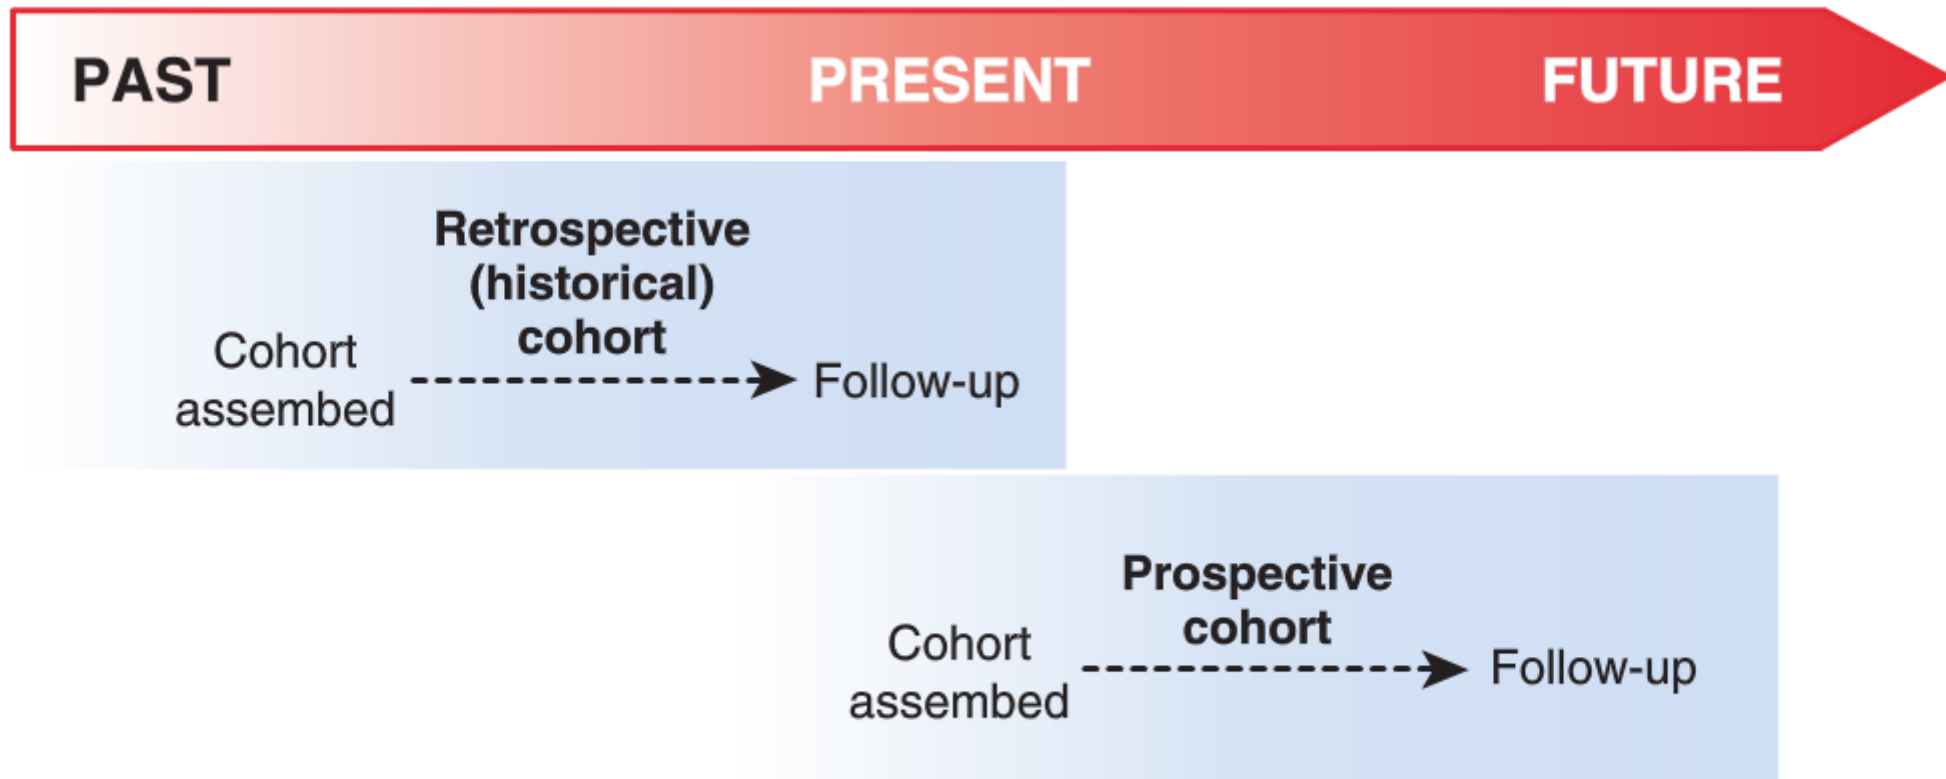 PAST PRESENT FUTURE
Retrospective
(historical)
cohort
Cohort
assembed
Follow-up
Prospective
cohort
Cohort
assembed
Follow-up